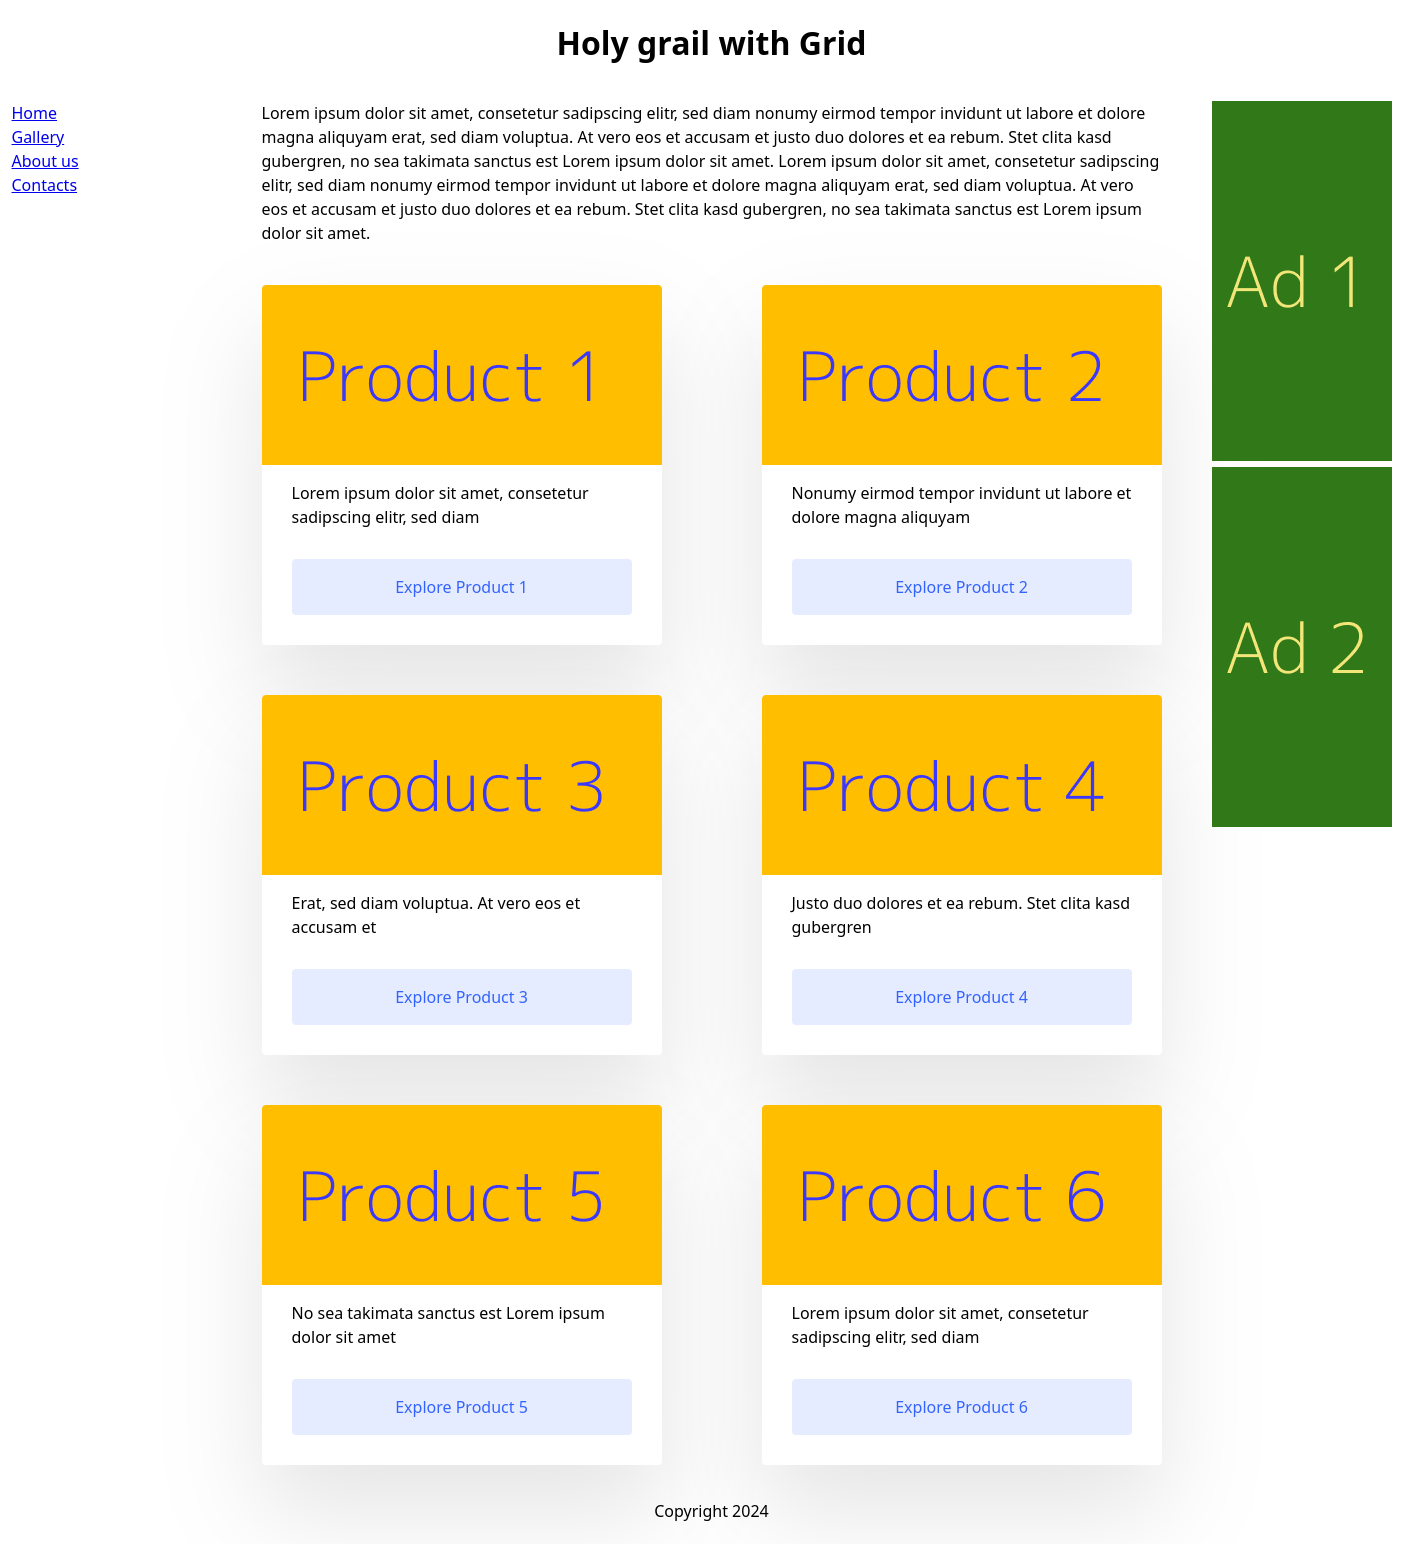 Holy grail with Grid
Home
Gallery
About us
Contacts
Lorem ipsum dolor sit amet, consetetur sadipscing elitr, sed diam nonumy eirmod tempor invidunt ut labore et dolore
magna aliquyam erat, sed diam voluptua. At vero eos et accusam et justo duo dolores et ea rebum. Stet clita kasd
gubergren, no sea takimata sanctus est Lorem ipsum dolor sit amet. Lorem ipsum dolor sit amet, consetetur sadipscing
elitr, sed diam nonumy eirmod tempor invidunt ut labore et dolore magna aliquyam erat, sed diam voluptua. At vero
eos et accusam et justo duo dolores et ea rebum. Stet clita kasd gubergren, no sea takimata sanctus est Lorem ipsum
dolor sit amet.
Product 1
Lorem ipsum dolor sit amet, consetetur
sadipscing elitr, sed diam
Explore Product 1
Product 2
Nonumy eirmod tempor invidunt ut labore et
dolore magna aliquyam
Explore Product 2
Product 3
Erat, sed diam voluptua. At vero eos et
accusam et
Explore Product 3
Product 4
Justo duo dolores et ea rebum. Stet clita kasd
gubergren
Explore Product 4
Product 5
No sea takimata sanctus est Lorem ipsum
dolor sit amet
Explore Product 5
Product 6
Lorem ipsum dolor sit amet, consetetur
sadipscing elitr, sed diam
Explore Product 6
Ad 1
Ad 2
Copyright 2024